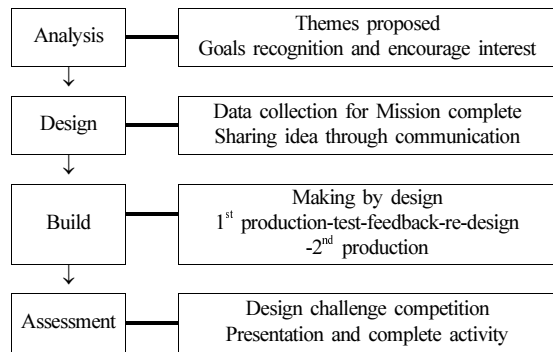 Analysis
Themes proposed
Goals recognition and encourage interest
Design
Data collection for Mission complete
Sharing idea through communication
Build
Making by design
1st production-test-feedback-re-design
-2nd production
Assessment
Design challenge competition
Presentation and complete activity